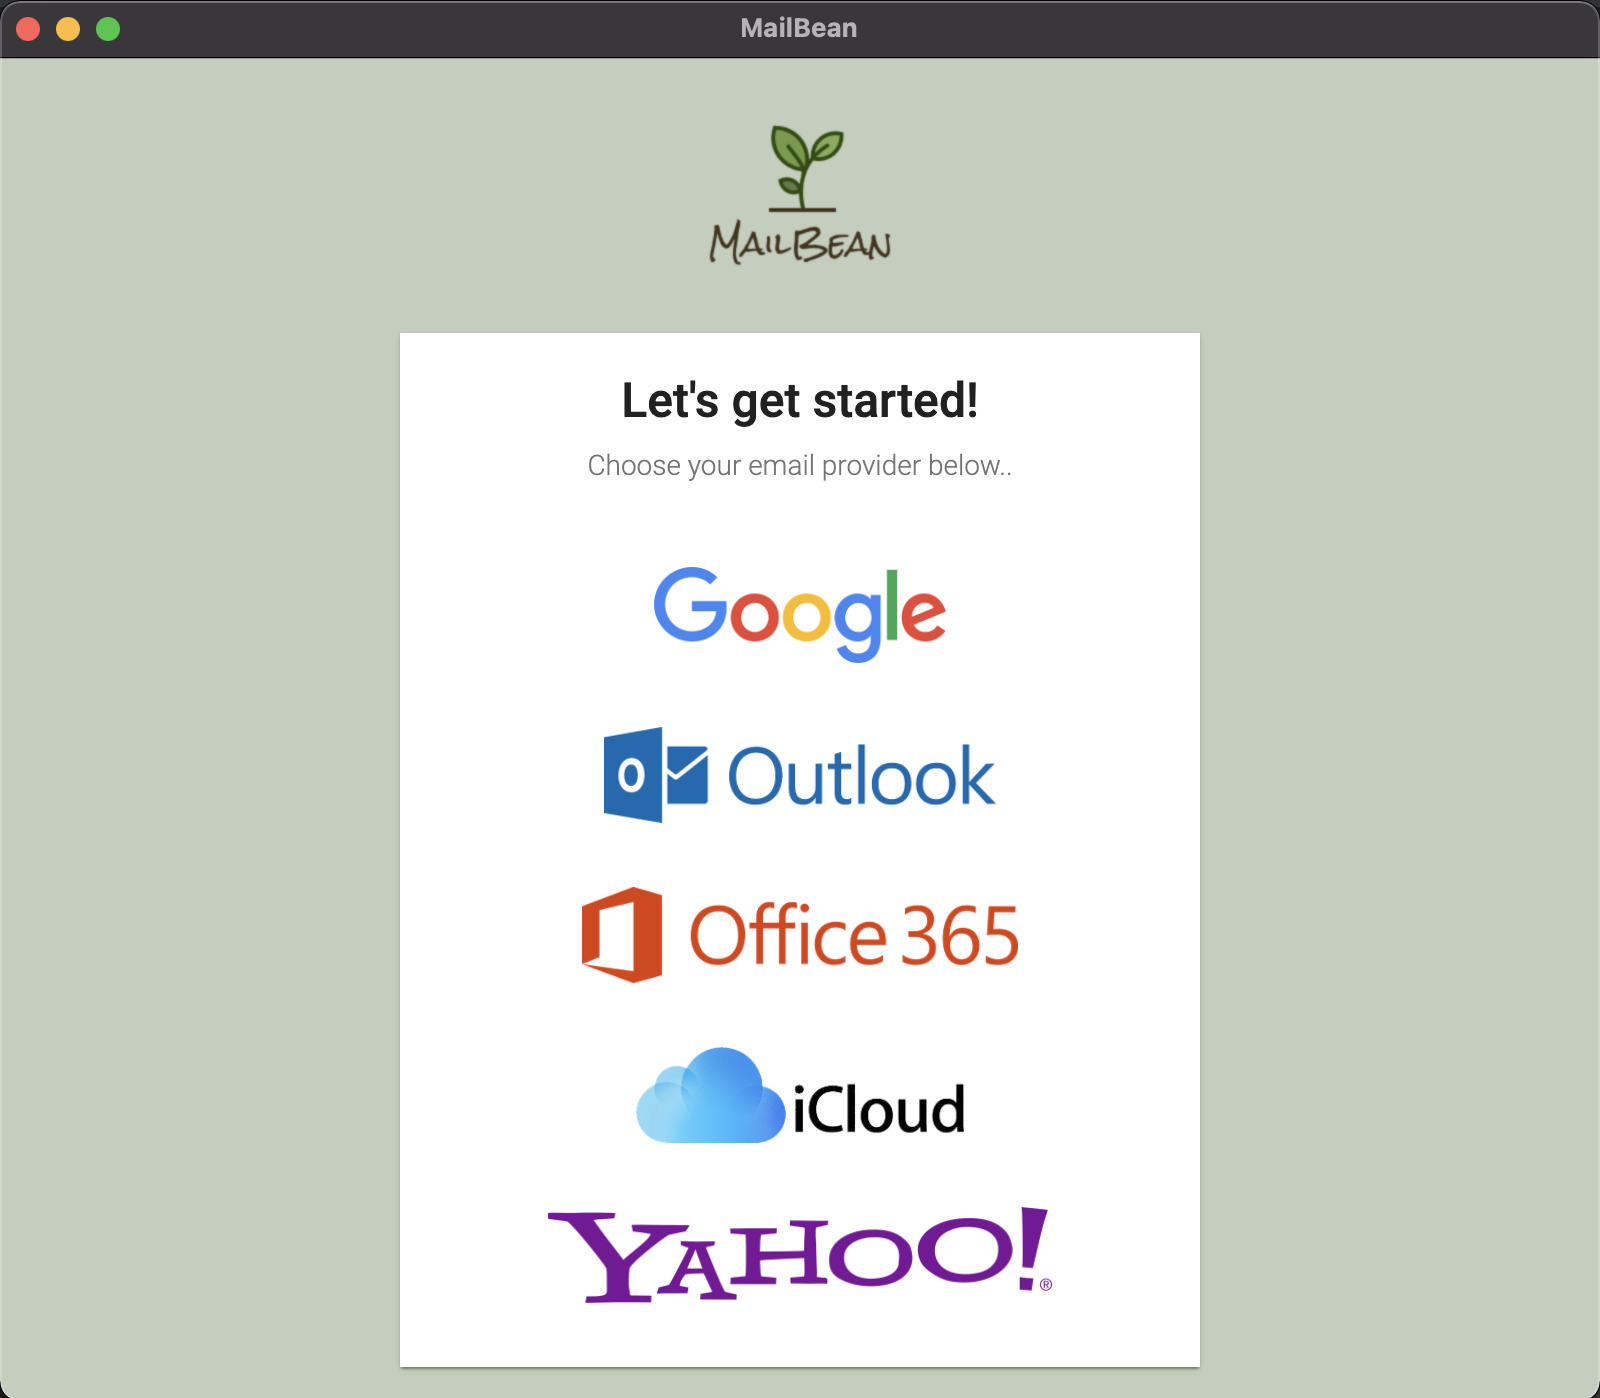 MailBean
MailBean
Let's get started!
Choose your email provider below..
Google
O Outlook
Office 365
iCloud
YAHOO!®